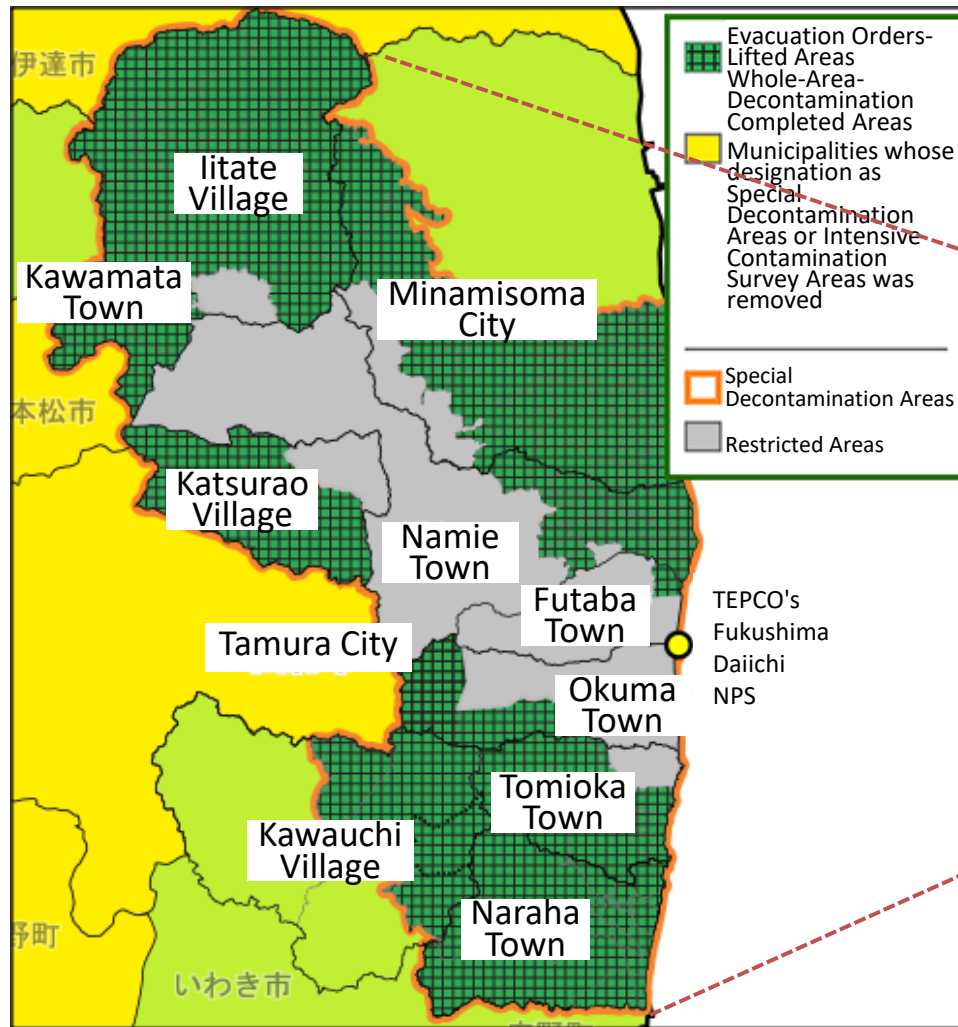 伊達市
Evacuation Orders-
Lifted Areas
Whole-Area-
Decontamination
Completed Areas
Municipalities whose
designation as
Special
Decontamination
Areas or Intensive
Contamination
Survey Areas was
removed
Special
Decontamination Areas
Restricted Areas
Iitate
Village
Kawamata
Town
Minamisoma
City
本松市
Katsurao
Village
Namie
Town
Futaba
Town
TEPCO's
Fukushima
Daiichi
NPS
Tamura City
Okuma
Town
Tomioka
Town
Kawauchi
Village
Naraha
Town
野町
いわき市